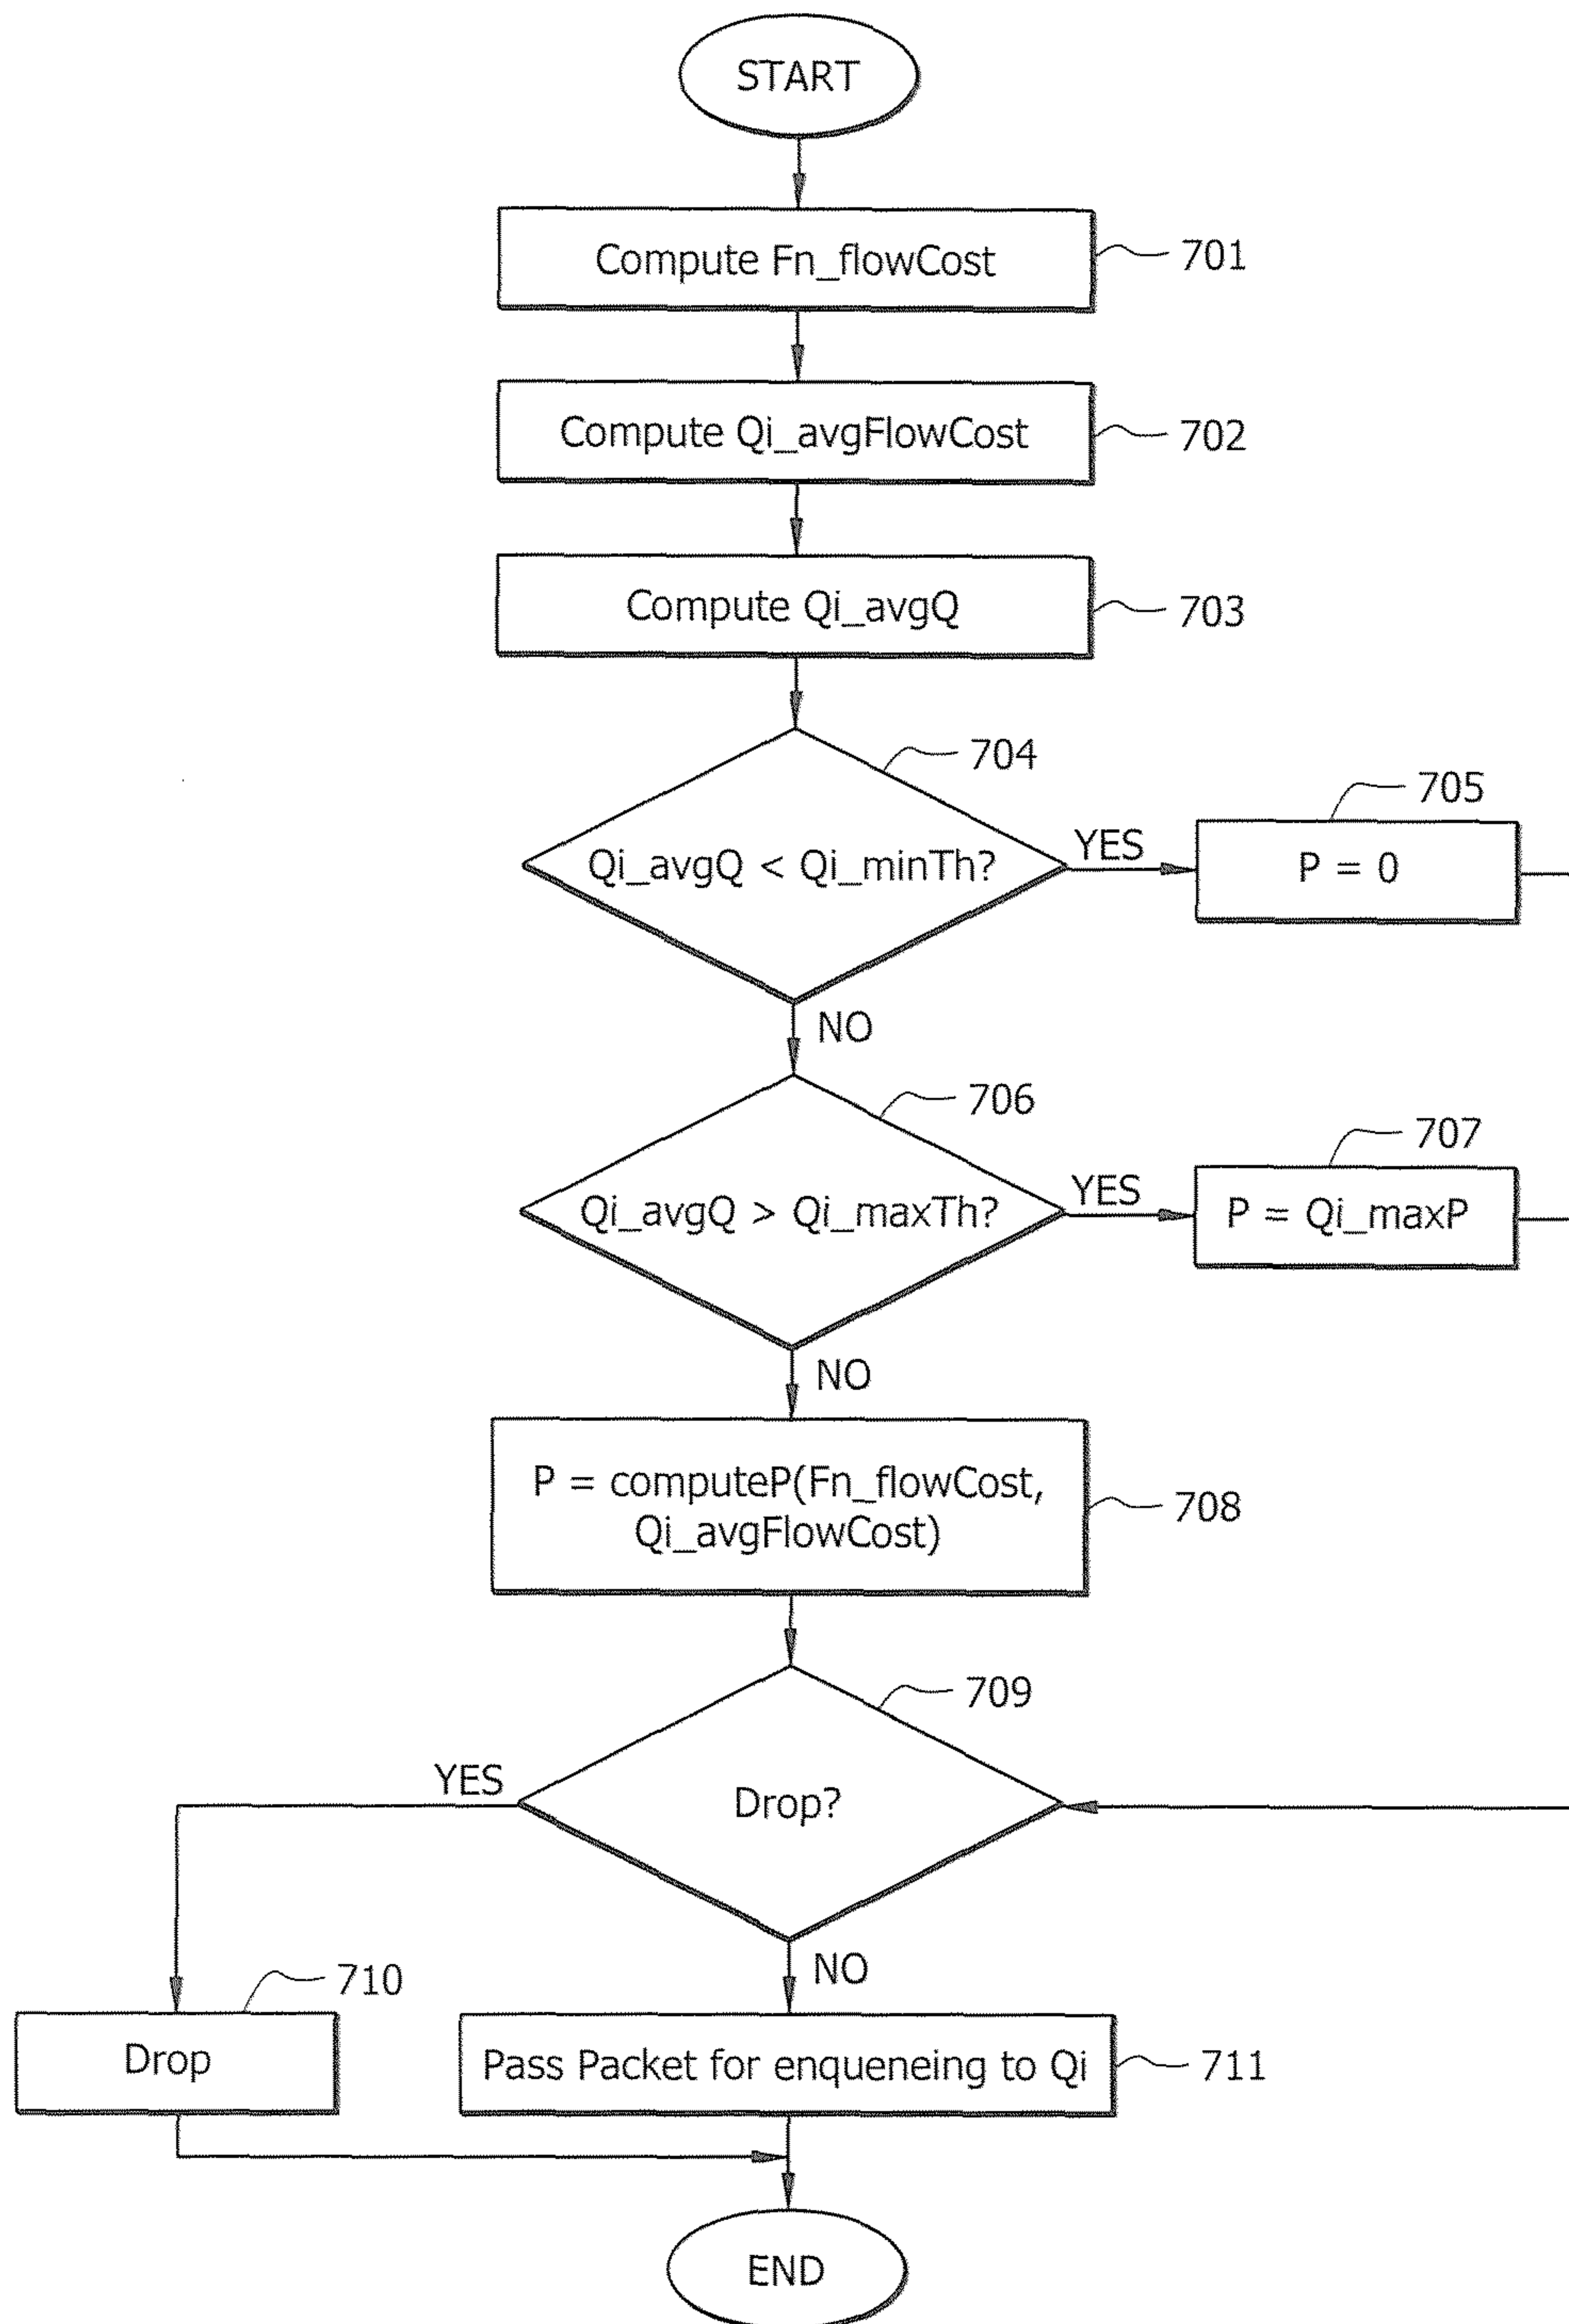 START
Compute Fn_flowCost
701
Compute Qi_avgFlowCost
702
Compute Qi_avgQ
703
704
Qi_avgQ < Qi_minTh?
YES
705
P = 0
NO
706
Qi_avgQ > Qi_maxTh?
YES
707
P = Qi_maxP
NO
P = computeP(Fn_flowCost,
Qi_avgFlowCost)
708
709
Drop?
YES
NO
710
Drop
Pass Packet for enqueneing to Qi
711
END